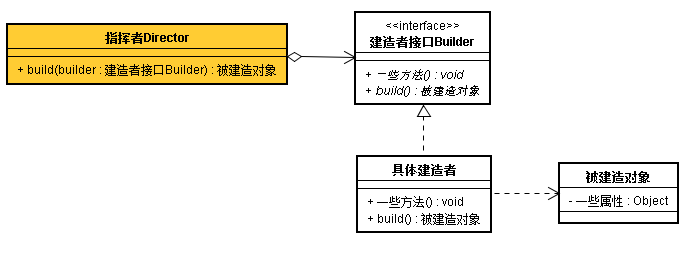 指挥者Director
+ build(builder : 建造者接口Builder) : 被建造对象
<<interface>>
建造者接口Builder
+ 一些方法() : void
+ build() : 被建造对象
具体建造者
+ 一些方法() : void
+ build() : 被建造对象
被建造对象
- 一些属性 : Object